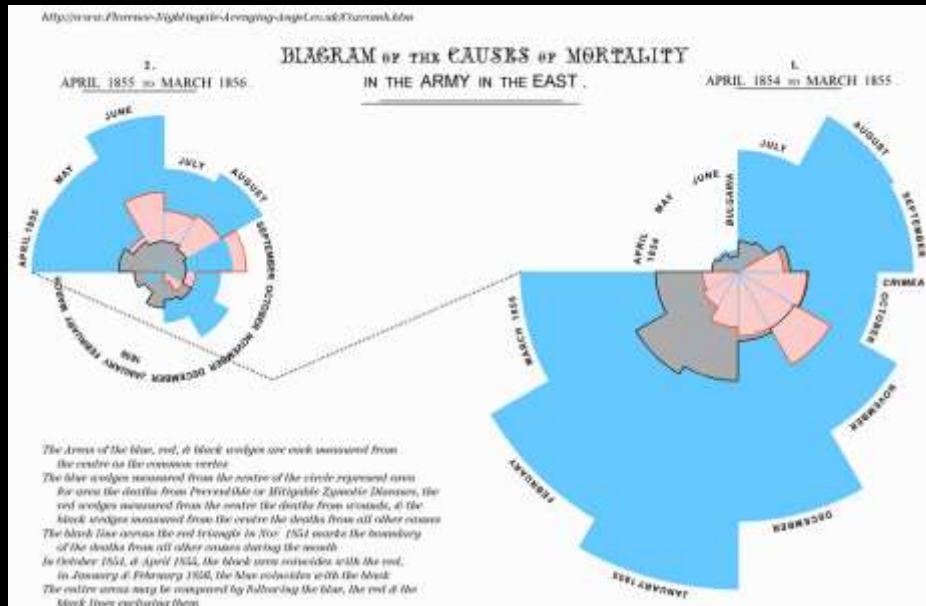 http://www.Florence-Nightingale-Avenging-Angel.co.uk/Coxcomb.htm
DIAGRAM OF THE CAUSES OF MORTALITY
IN THE ARMY IN THE EAST.
2.
APRIL 1855 TO MARCH 1856.
1.
APRIL 1854 TO MARCH 1855.
APRIL 1855
MAY
JUNE
JULY
AUGUST
SEPTEMBER
OCTOBER
NOVEMBER
DECEMBER
JANUARY
1856
FEBRUARY
MARCH
APRIL
1854
MAY
JUNE
BULGARIA
JULY
AUGUST
SEPTEMBER
CRIMEA
OCTOBER
NOVEMBER
DECEMBER
JANUARY 1855
FEBRUARY
MARCH 1855
The Areas of the blue, red, & black wedges are each measured from
the centre as the common vertex
The blue wedges measured from the centre of the circle represent area
for area the deaths from Preventible or Mitigable Zymotic Diseases, the
red wedges measured from the centre the deaths from wounds, & the
black wedges measured from the centre the deaths from all other causes
The black line across the red triangle in Nov. 1854 marks the boundary
of the deaths from all other causes during the month
In October 1854, & April 1855, the black area coincides with the red,
in January & February 1856, the blue coincides with the black
The entire areas may be compared by following the blue, the red & the
black lines enclosing them